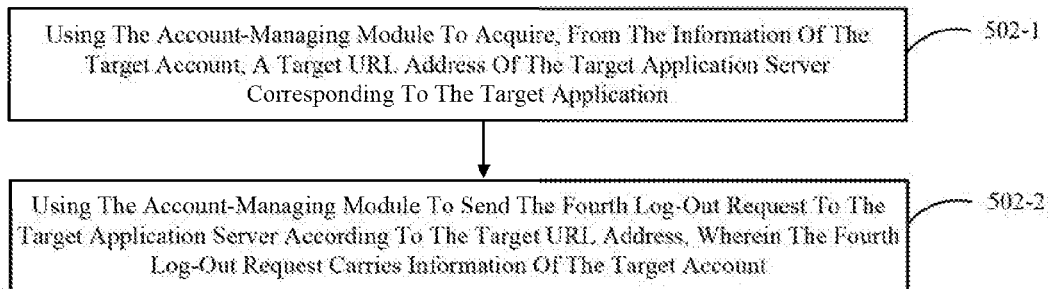 Using The Account-Managing Module To Acquire, From The Information Of The
Target Account, A Target URL Address Of The Target Application Server
Corresponding To The Target Application
502-1
Using The Account-Managing Module To Send The Fourth Log-Out Request To The
Target Application Server According To The Target URL Address, Wherein The Fourth
Log-Out Request Carries Information Of The Target Account
502-2